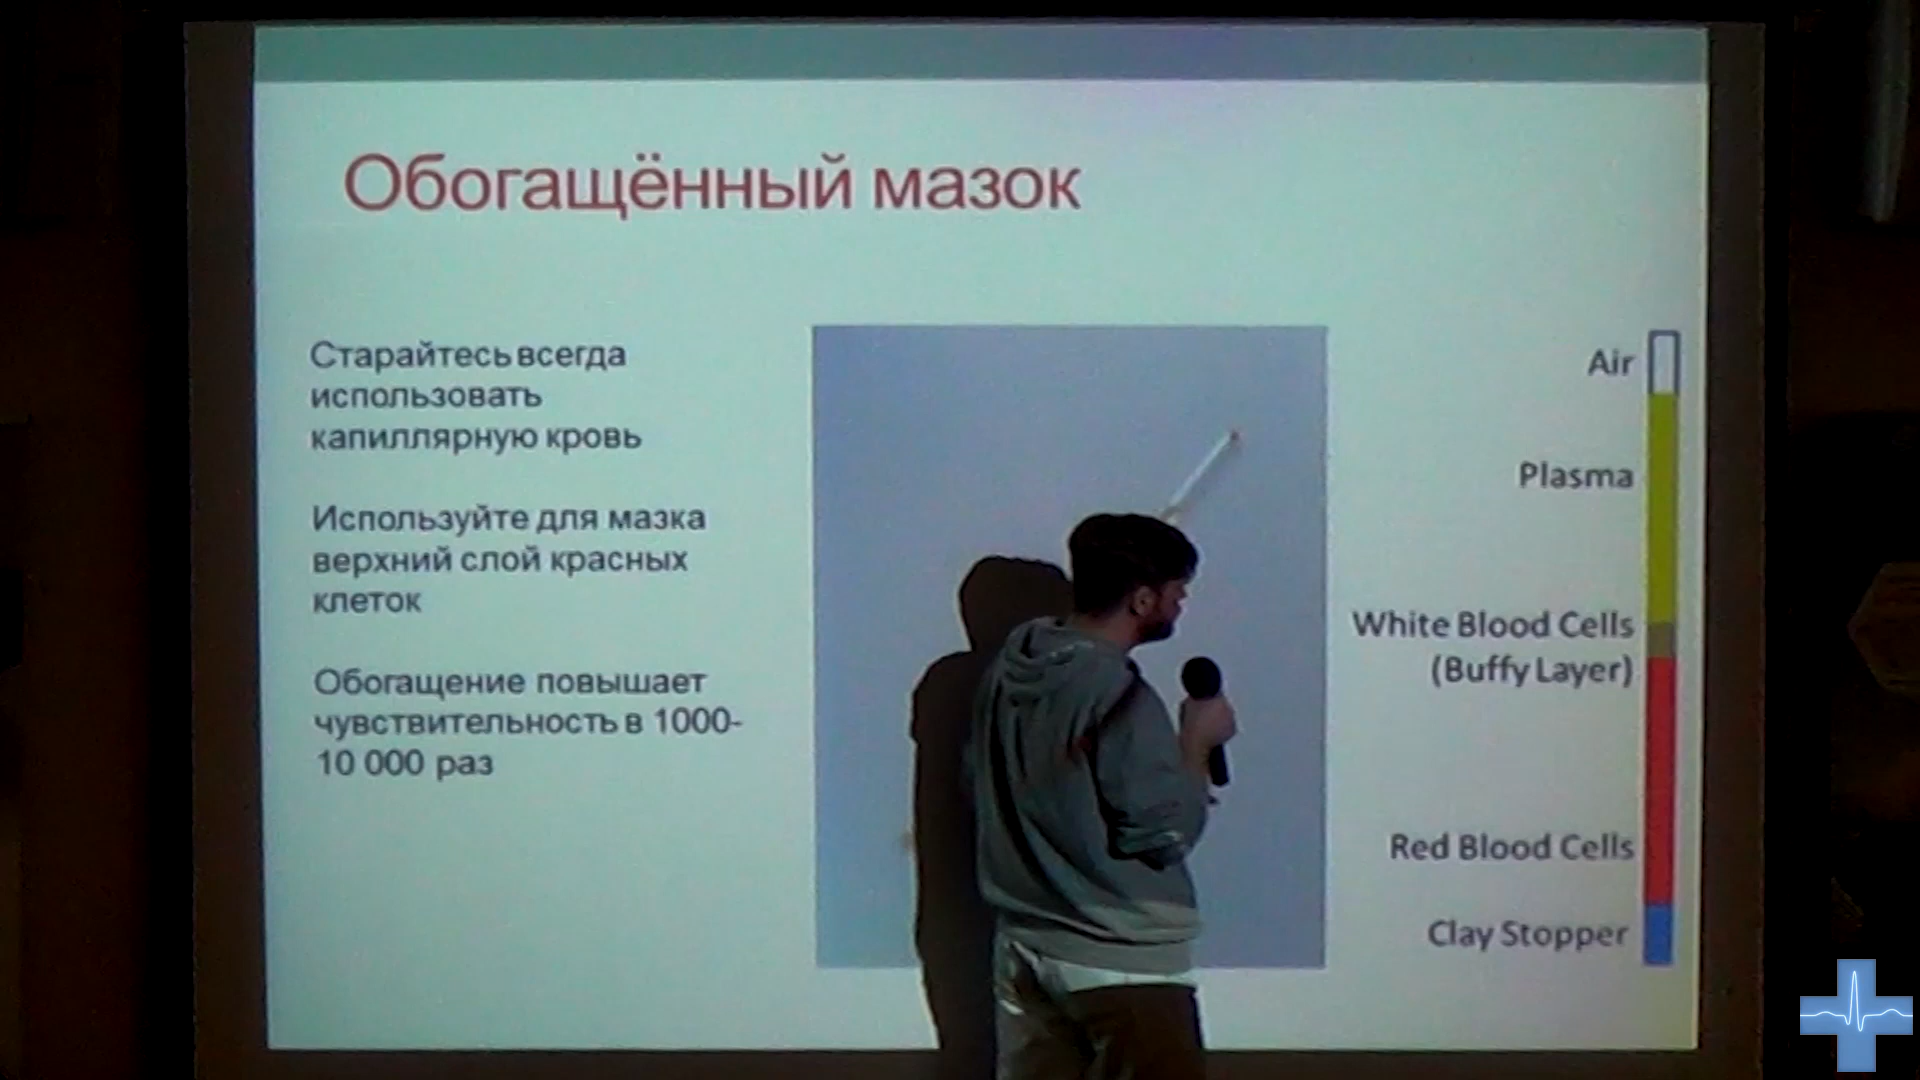 Обогащённый мазок
Старайтесь всегда
использовать
капиллярную кровь
Используйте для мазка
верхний слой красных
клеток
Обогащение повышает
чувствительность в 1000-
10 000 раз
Air
Plasma
White Blood Cells
(Buffy Layer)
Red Blood Cells
Clay Stopper